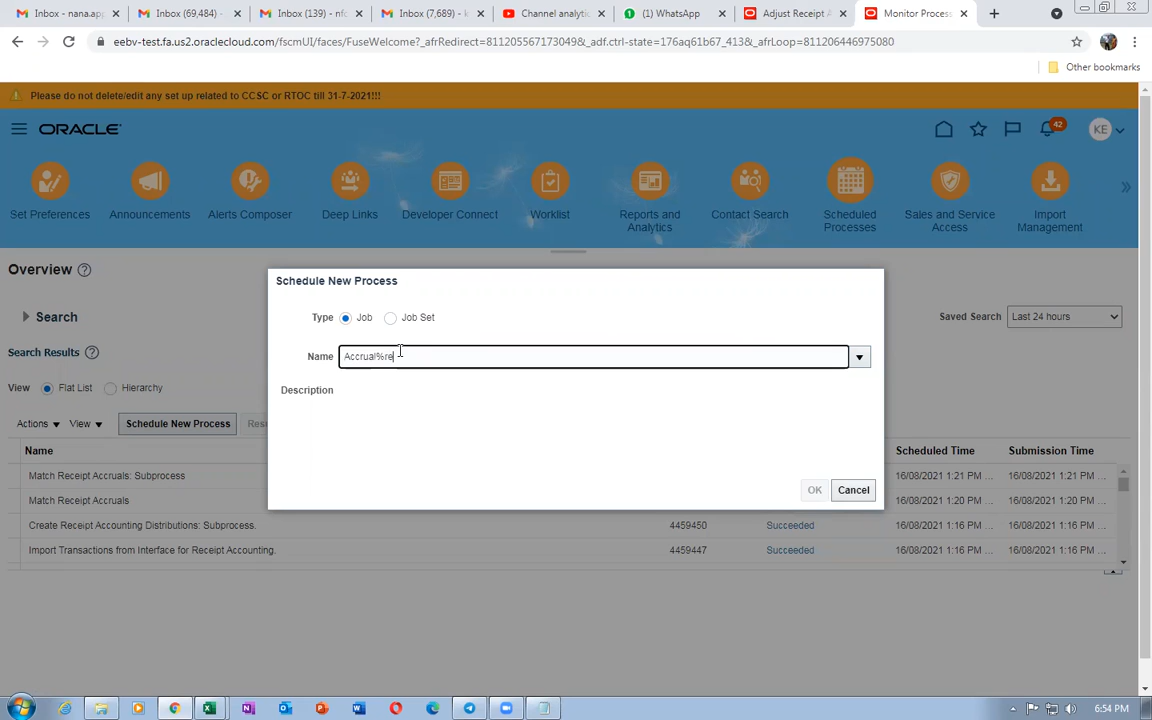 Inbox - nana.app
Inbox (69,484) -
Inbox (139) - nfo
Inbox (7,689) - k
Channel analytic
(1) WhatsApp
Adjust Receipt A
Monitor Process
eebv-test.fa.us2.oraclecloud.com/fscmUI/faces/FuseWelcome?_afrRedirect=8112055671173049&_adf.ctrl-state=176aq61b67_413&_afrLoop=811206446975080
Other bookmarks
Please do not delete/edit any set up related to CCSC or RTOC till 31-7-2021!!!
ORACLE
42
KE
Set Preferences
Announcements
Alerts Composer
Deep Links
Developer Connect
Worklist
Reports and Analytics
Contact Search
Scheduled Processes
Sales and Service Access
Import Management
Overview
Schedule New Process
Type Job Job Set
Search
Saved Search Last 24 hours
Name Accrual%re
Search Results
View Flat List Hierarchy
Description
Actions View Schedule New Process Res
Name Scheduled Time Submission Time
Match Receipt Accruals: Subprocess 16/08/2021 1:21 PM ... 16/08/2021 1:21 PM ...
OK Cancel
Match Receipt Accruals 16/08/2021 1:20 PM ... 16/08/2021 1:20 PM ...
Create Receipt Accounting Distributions: Subprocess. 4459450 Succeeded 16/08/2021 1:16 PM ... 16/08/2021 1:16 PM ...
Import Transactions from Interface for Receipt Accounting. 4459447 Succeeded 16/08/2021 1:16 PM ... 16/08/2021 1:16 PM ...
6:54 PM